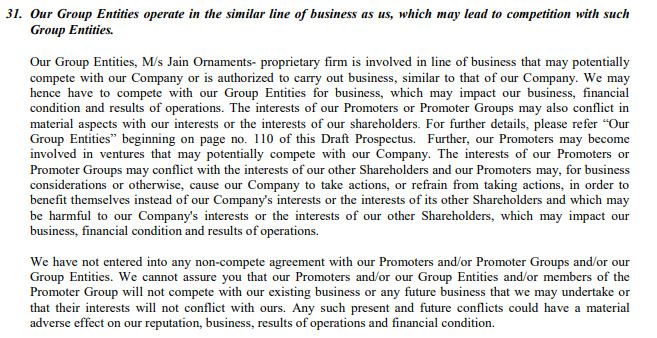 31. Our Group Entities operate in the similar line of business as us, which may lead to competition with such
Group Entities.
Our Group Entities, M/s Jain Ornaments- proprietary firm is involved in line of business that may potentially
compete with our Company or is authorized to carry out business, similar to that of our Company. We may
hence have to compete with our Group Entities for business, which may impact our business, financial
condition and results of operations. The interests of our Promoters or Promoter Groups may also conflict in
material aspects with our interests or the interests of our shareholders. For further details, please refer “Our
Group Entities” beginning on page no. 110 of this Draft Prospectus. Further, our Promoters may become
involved in ventures that may potentially compete with our Company. The interests of our Promoters or
Promoter Groups may conflict with the interests of our other Shareholders and our Promoters may, for business
considerations or otherwise, cause our Company to take actions, or refrain from taking actions, in order to
benefit themselves instead of our Company's interests or the interests of its other Shareholders and which may
be harmful to our Company's interests or the interests of our other Shareholders, which may impact our
business, financial condition and results of operations.
We have not entered into any non-compete agreement with our Promoters and/or Promoter Groups and/or our
Group Entities. We cannot assure you that our Promoters and/or our Group Entities and/or members of the
Promoter Group will not compete with our existing business or any future business that we may undertake or
that their interests will not conflict with ours. Any such present and future conflicts could have a material
adverse effect on our reputation, business, results of operations and financial condition.